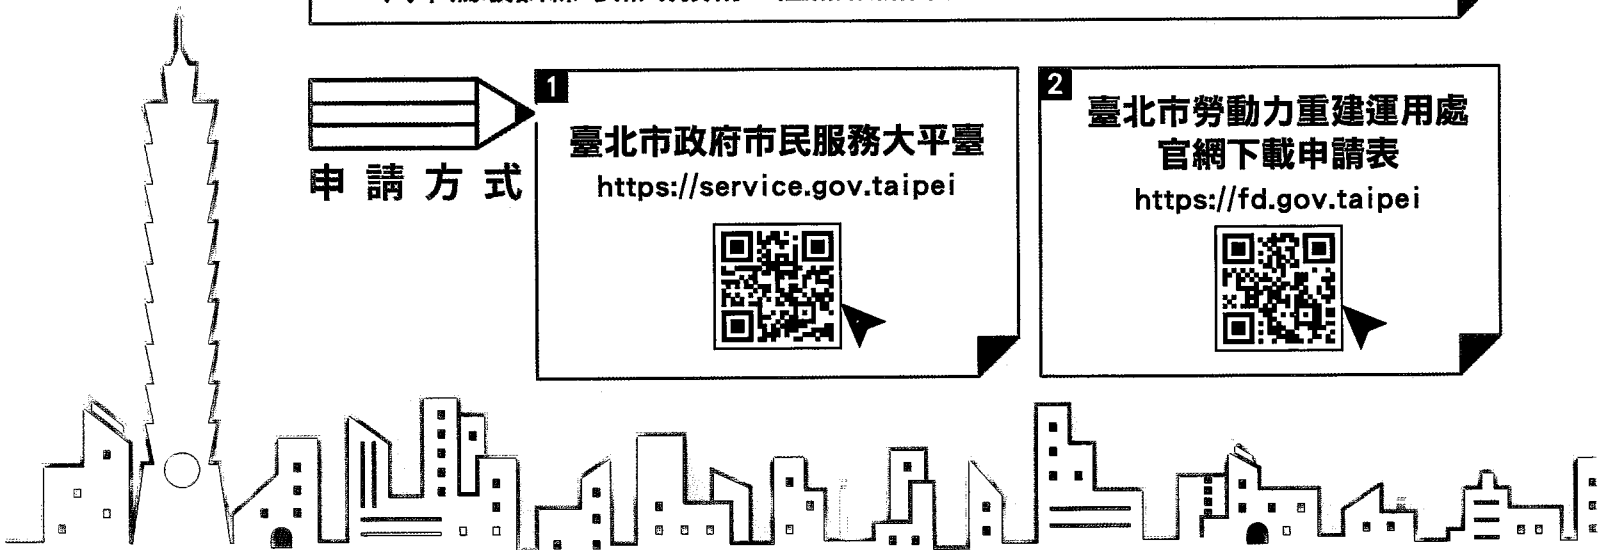 申請方式
1
臺北市政府市民服務大平臺
https://service.gov.taipei
2
臺北市勞動力重建運用處
官網下載申請表
https://fd.gov.taipei